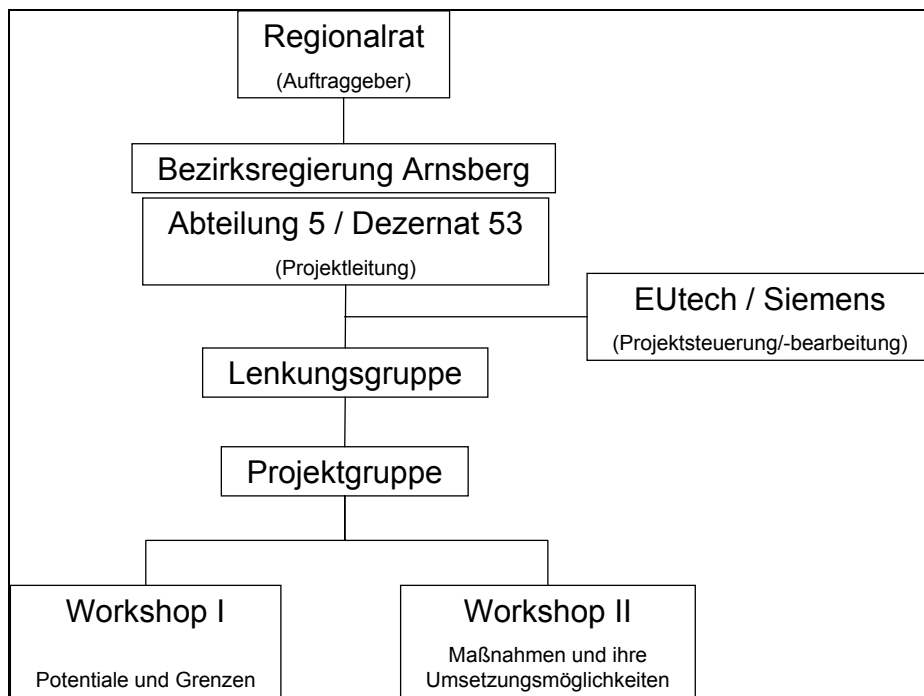 Regionalrat
(Auftraggeber)
Bezirksregierung Arnsberg
Abteilung 5 / Dezernat 53
(Projektleitung)
EUtech / Siemens
(Projektsteuerung/-bearbeitung)
Lenkungsgruppe
Projektgruppe
Workshop I
Potentiale und Grenzen
Workshop II
Maßnahmen und ihre
Umsetzungsmöglichkeiten